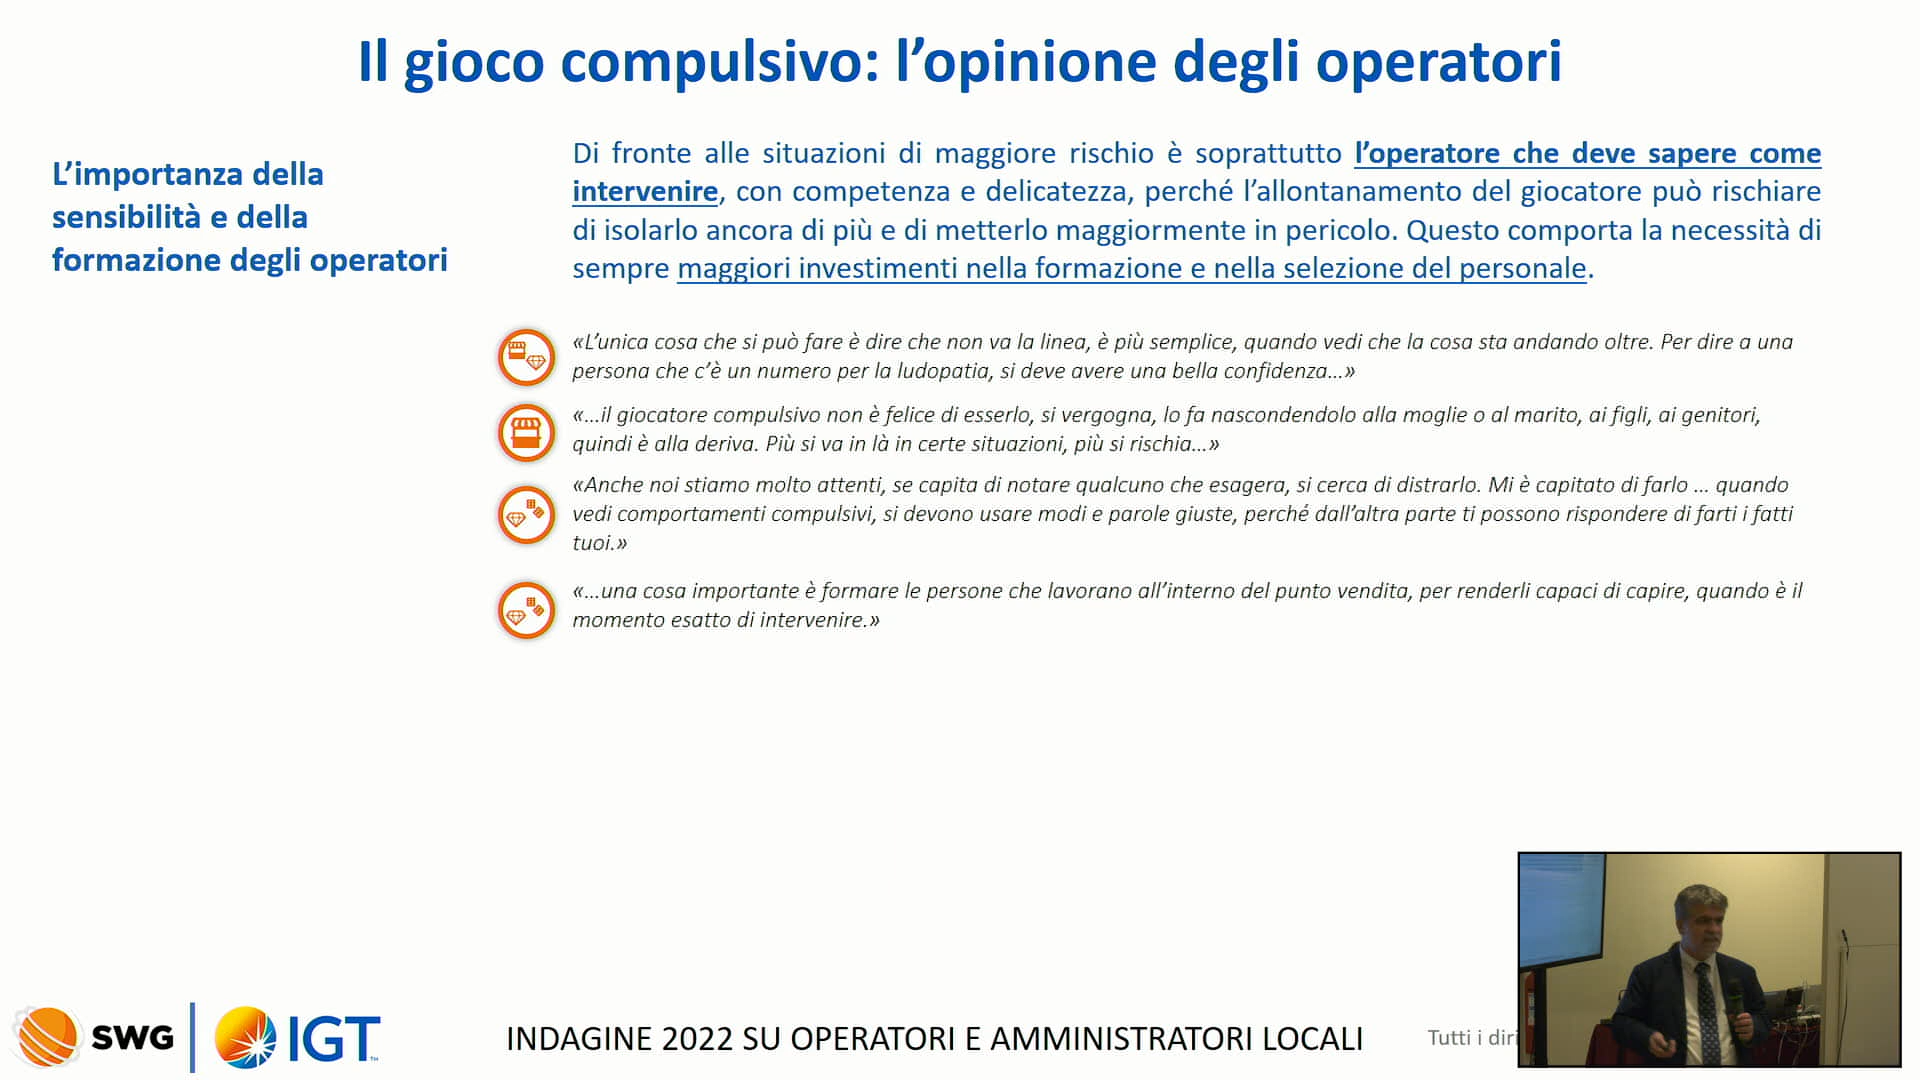 Il gioco compulsivo: l’opinione degli operatori
L’importanza della
sensibilità e della
formazione degli operatori
Di fronte alle situazioni di maggiore rischio è soprattutto l’operatore che deve sapere come
intervenire, con competenza e delicatezza, perché l’allontanamento del giocatore può rischiare
di isolarlo ancora di più e di metterlo maggiormente in pericolo. Questo comporta la necessità di
sempre maggiori investimenti nella formazione e nella selezione del personale.
«L’unica cosa che si può fare è dire che non va la linea, è più semplice, quando vedi che la cosa sta andando oltre. Per dire a una
persona che c’è un numero per la ludopatia, si deve avere una bella confidenza...»
«...il giocatore compulsivo non è felice di esserlo, si vergogna, lo fa nascondendolo alla moglie o al marito, ai figli, ai genitori,
quindi è alla deriva. Più si va in là in certe situazioni, più si rischia...»
«Anche noi stiamo molto attenti, se capita di notare qualcuno che esagera, si cerca di distrarlo. Mi è capitato di farlo ... quando
vedi comportamenti compulsivi, si devono usare modi e parole giuste, perché dall’altra parte ti possono rispondere di farti i fatti
tuoi.»
«...una cosa importante è formare le persone che lavorano all’interno del punto vendita, per renderli capaci di capire, quando è il
momento esatto di intervenire.»
SWG
IGT
INDAGINE 2022 SU OPERATORI E AMMINISTRATORI LOCALI
Tutti i diri